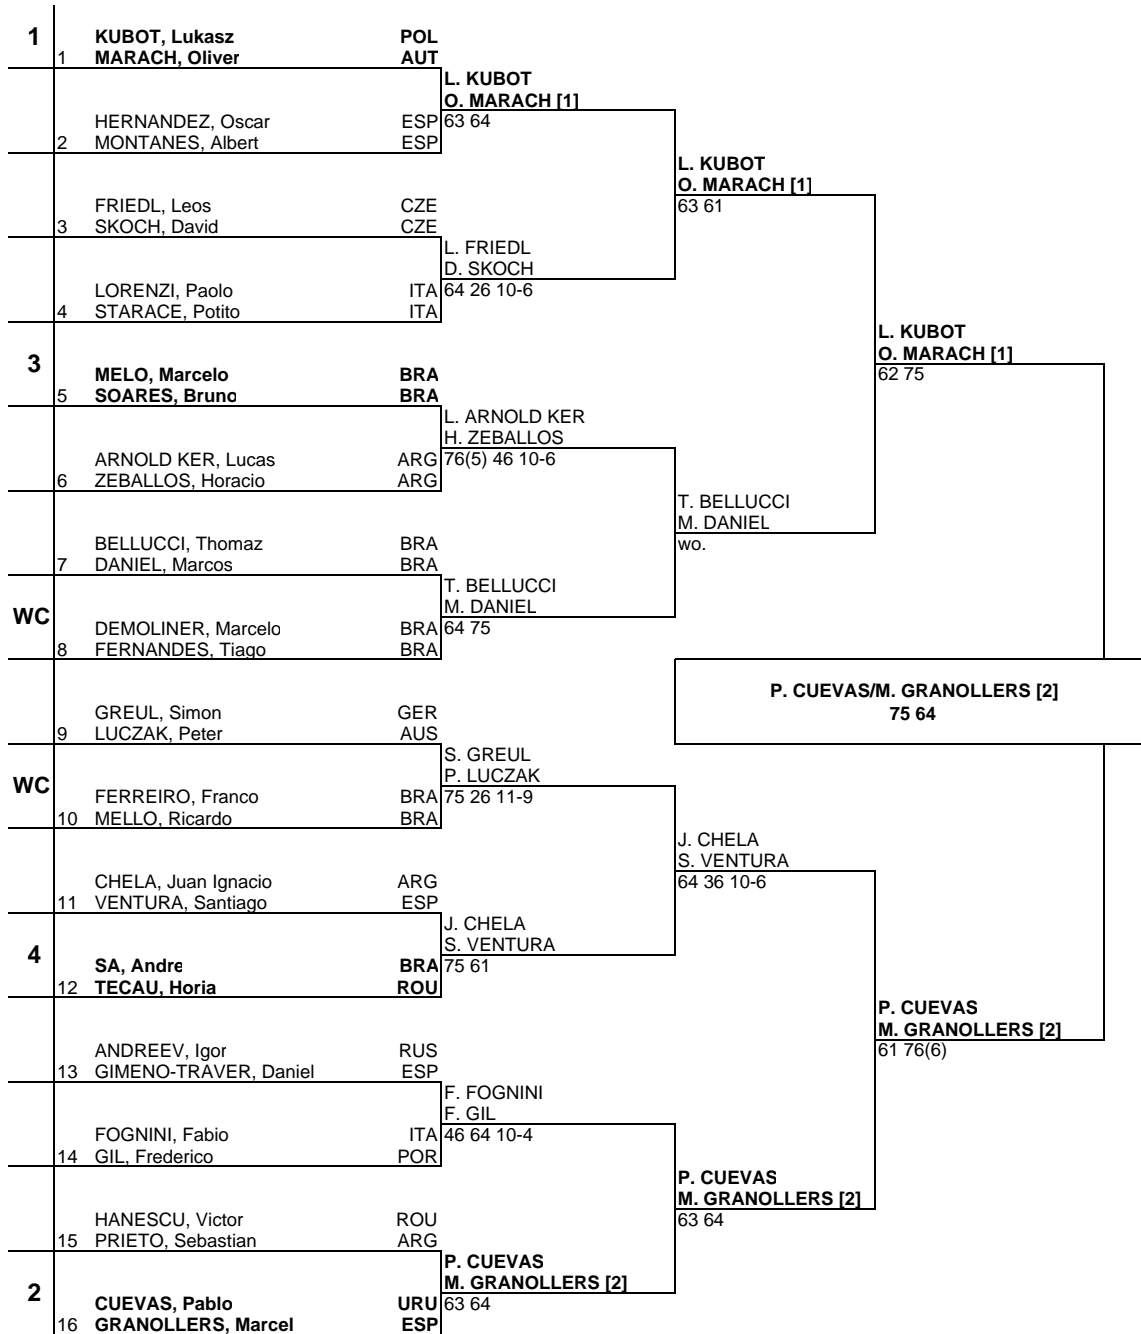 1 KUBOT, Lukasz POL
1 MARACH, Oliver AUT
L. KUBOT
O. MARACH [1]
HERNANDEZ, Oscar ESP 63 64
2 MONTANES, Albert ESP
L. KUBOT
O. MARACH [1]
FRIEDL, Leos CZE 63 61
3 SKOCH, David CZE
L. FRIEDL
D. SKOCH
LORENZI, Paolo ITA 64 26 10-6
4 STARACE, Potito ITA
L. KUBOT
O. MARACH [1]
3 MELO, Marcelo BRA 62 75
5 SOARES, Bruno BRA
L. ARNOLD KER
H. ZEBALLOS
ARNOLD KER, Lucas ARG 76(5) 46 10-6
6 ZEBALLOS, Horacio ARG
T. BELLUCCI
M. DANIEL
BELLUCCI, Thomaz BRA wo.
7 DANIEL, Marcos BRA
T. BELLUCCI
WC M. DANIEL
DEMOLINER, Marcelo BRA 64 75
8 FERNANDES, Tiago BRA
P. CUEVAS/M. GRANOLLERS [2]
GREUL, Simon GER 75 64
9 LUCZAK, Peter AUS
S. GREUL
WC P. LUCZAK
FERREIRO, Franco BRA 75 26 11-9
10 MELLO, Ricardo BRA
J. CHELA
S. VENTURA
CHELA, Juan Ignacio ARG 64 36 10-6
11 VENTURA, Santiago ESP
J. CHELA
4 S. VENTURA
SA, Andre BRA 75 61
12 TECAU, Horia ROU
P. CUEVAS
M. GRANOLLERS [2]
ANDREEV, Igor RUS 61 76(6)
13 GIMENO-TRAVER, Daniel ESP
F. FOGNINI
F. GIL
FOGNINI, Fabio ITA 46 64 10-4
14 GIL, Frederico POR
P. CUEVAS
M. GRANOLLERS [2]
HANESCU, Victor ROU 63 64
15 PRIETO, Sebastian ARG
P. CUEVAS
2 M. GRANOLLERS [2]
CUEVAS, Pablo URU 63 64
16 GRANOLLERS, Marcel ESP